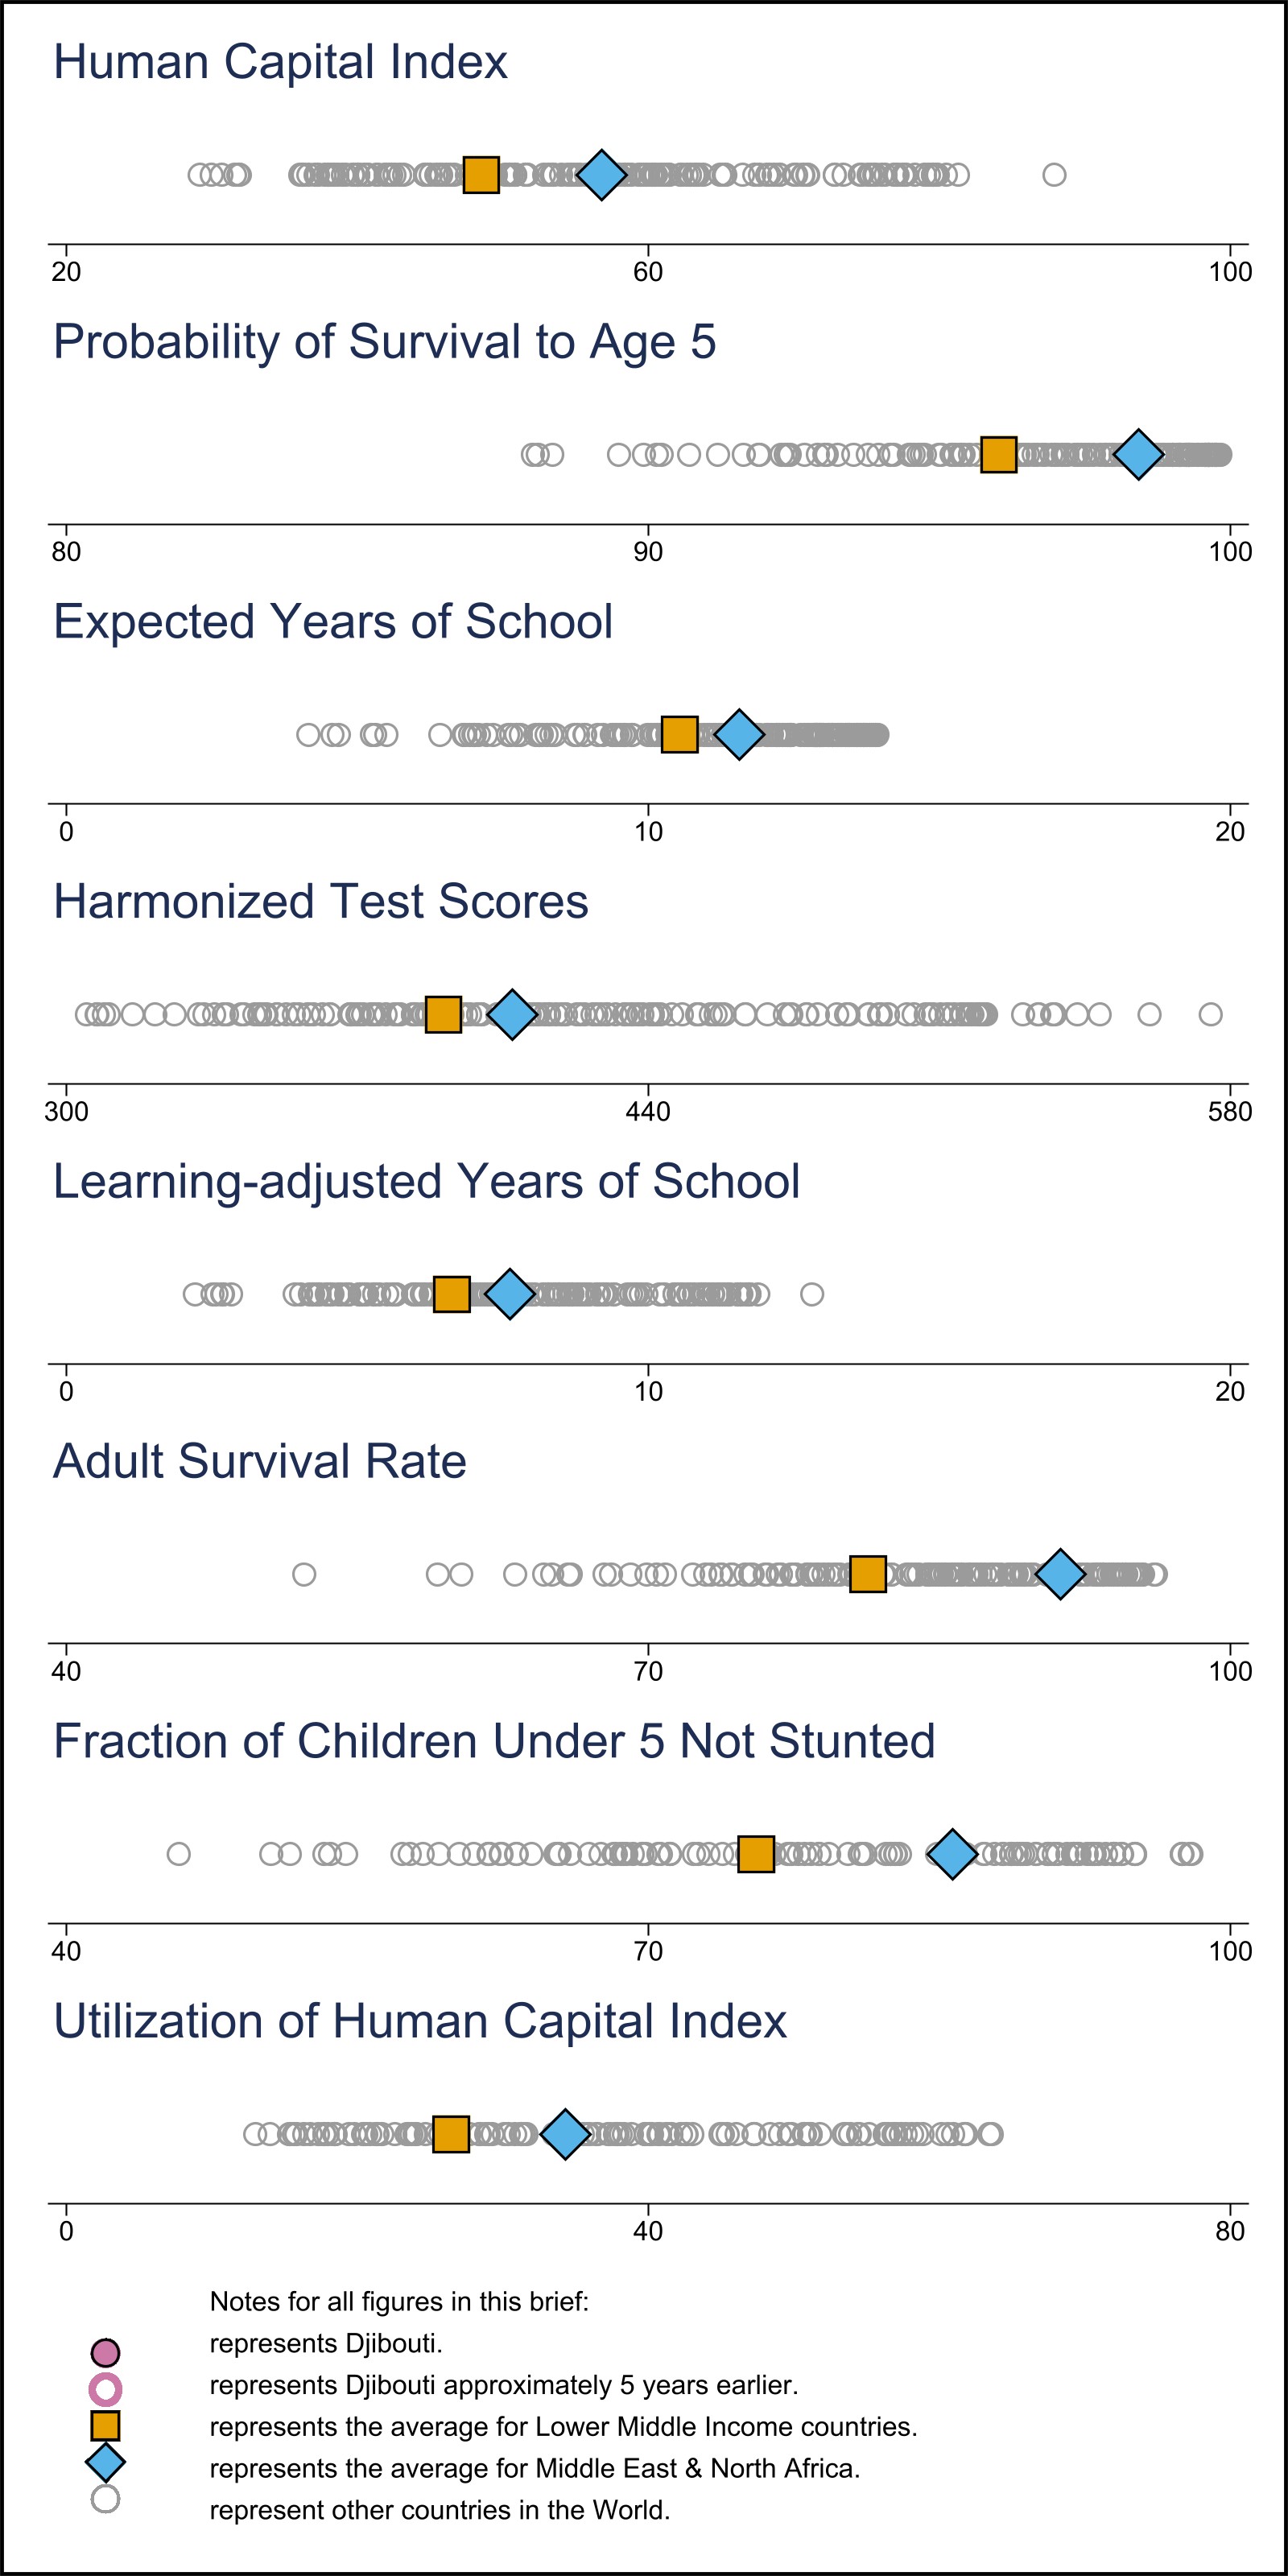 Human Capital Index
20 60 100
Probability of Survival to Age 5
80 90 100
Expected Years of School
0 10 20
Harmonized Test Scores
300 440 580
Learning-adjusted Years of School
0 10 20
Adult Survival Rate
40 70 100
Fraction of Children Under 5 Not Stunted
40 70 100
Utilization of Human Capital Index
0 40 80
Notes for all figures in this brief:
represents Djibouti.
represents Djibouti approximately 5 years earlier.
represents the average for Lower Middle Income countries.
represents the average for Middle East & North Africa.
represent other countries in the World.